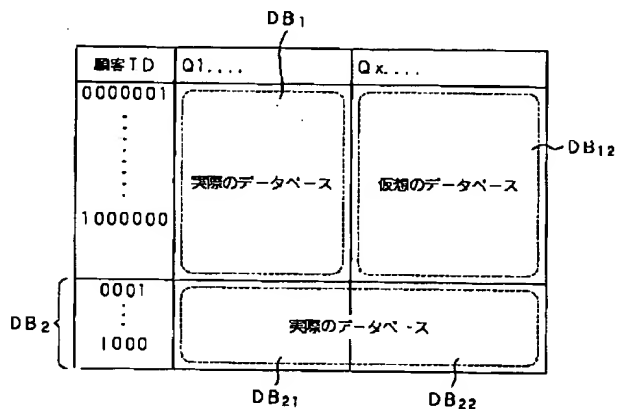 DB1
顧客TD Q1.... Qx....
0000001
実際のデータベース 仮想のデータベース
DB12
1000000
0001
DB2
実際のデータベース
1000
DB21 DB22